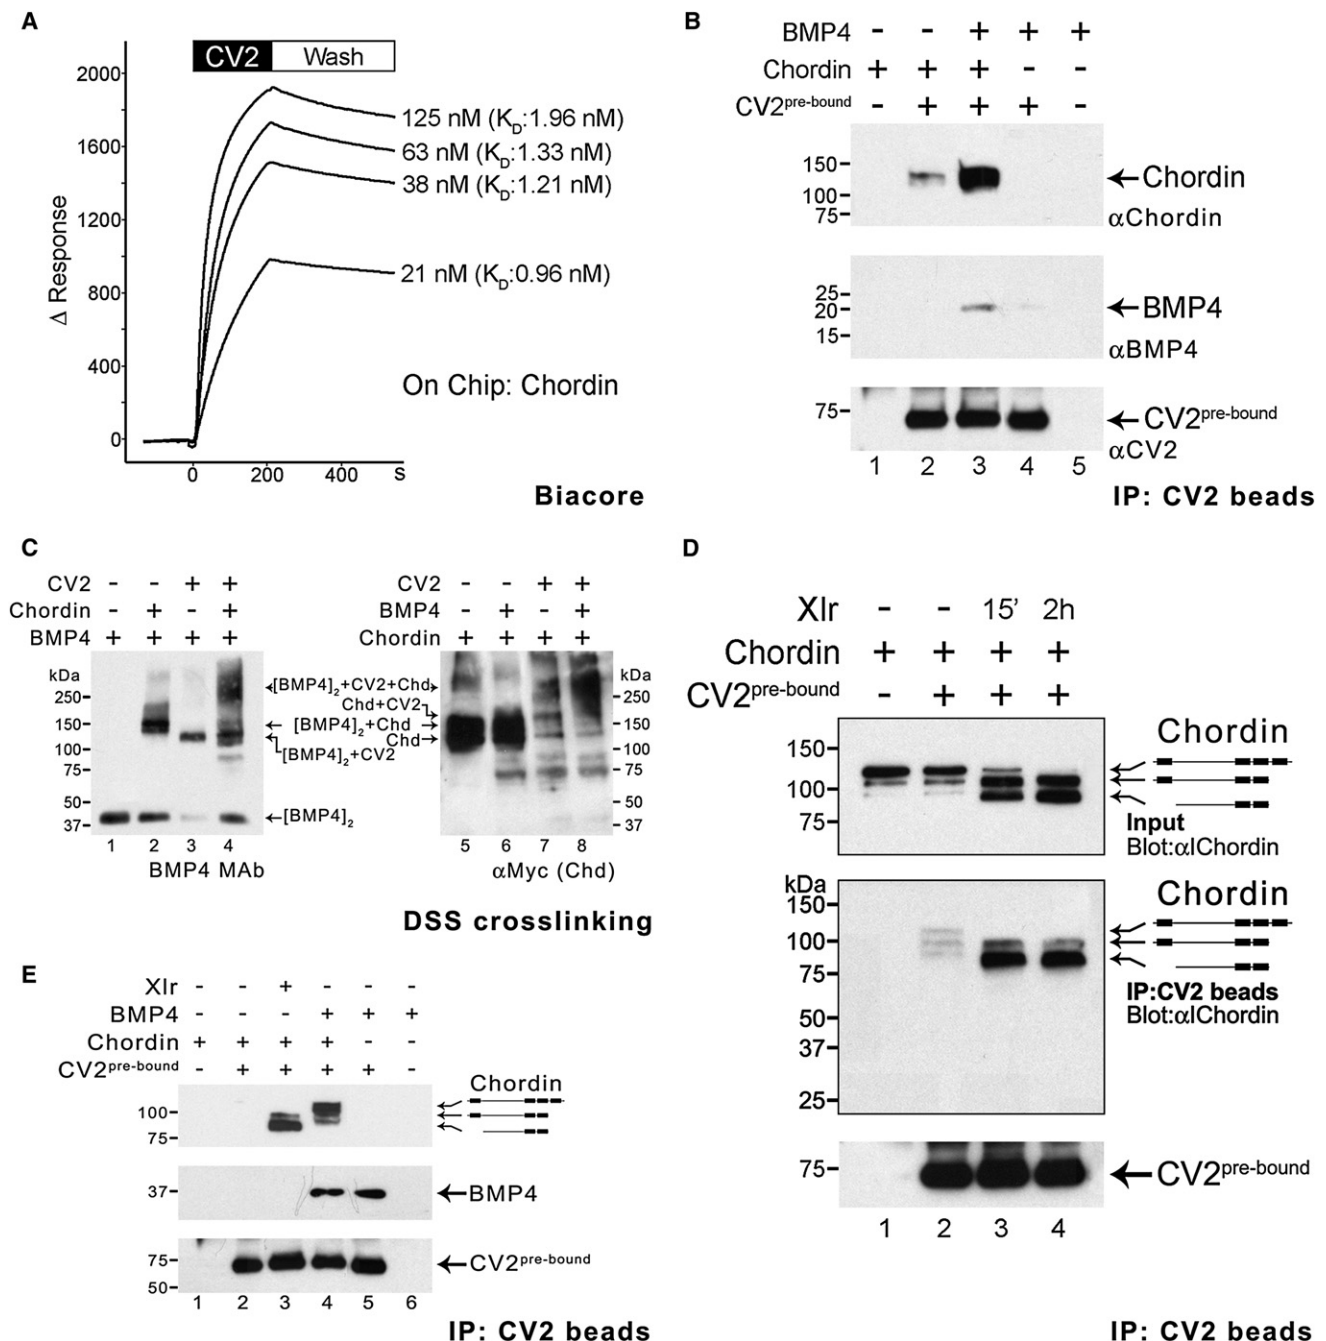 A
CV2 Wash
2000
1600
1200
800
400
0
Δ Response
125 nM (KD:1.96 nM)
63 nM (KD:1.33 nM)
38 nM (KD:1.21 nM)
21 nM (KD:0.96 nM)
On Chip: Chordin
0 200 400 S
Biacore
B
BMP4 - - + + +
Chordin + + + - -
CV2pre-bound - + + + -
150
100
75
Chordin
αChordin
25
20
15
BMP4
αBMP4
75
CV2pre-bound
αCV2
1 2 3 4 5
IP: CV2 beads
C
CV2 - - + +
Chordin - + - +
BMP4 + + + +
kDa
250
150
100
75
50
37
1 2 3 4
BMP4 MAb
[BMP4]2+CV2+Chd
Chd+CV2
[BMP4]2+Chd
Chd
[BMP4]2+CV2
[BMP4]2
CV2 - - + +
BMP4 - + - +
Chordin + + + +
kDa
250
150
100
75
50
37
5 6 7 8
αMyc (Chd)
DSS crosslinking
D
Xlr - - 15' 2h
Chordin + + + +
CV2pre-bound - + + +
150
100
75
Chordin
Input
Blot:αIChordin
kDa
150
100
75
50
37
25
Chordin
IP:CV2 beads
Blot:αIChordin
75
CV2pre-bound
1 2 3 4
IP: CV2 beads
E
Xlr - - + - - -
BMP4 - - - + + +
Chordin + + + + - -
CV2pre-bound - + + + + -
100
75
Chordin
37
BMP4
75
50
CV2pre-bound
1 2 3 4 5 6
IP: CV2 beads